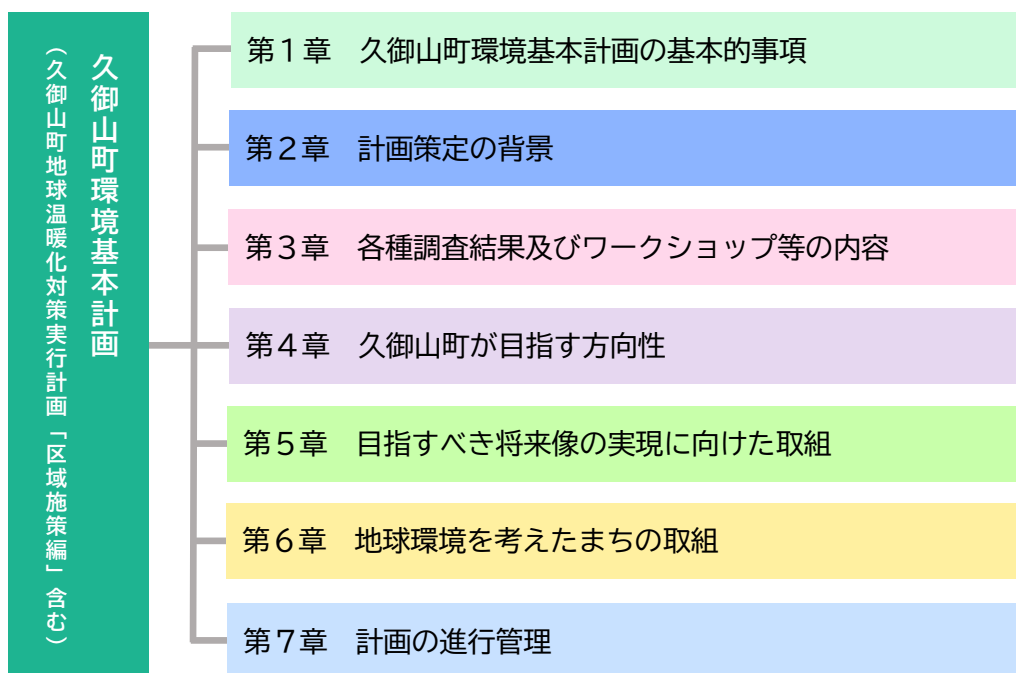 久御山町環境基本計画
（久御山町地球温暖化対策実行計画「区域施策編」含む）
第１章　久御山町環境基本計画の基本的事項
第２章　計画策定の背景
第３章　各種調査結果及びワークショップ等の内容
第４章　久御山町が目指す方向性
第５章　目指すべき将来像の実現に向けた取組
第６章　地球環境を考えたまちの取組
第７章　計画の進行管理